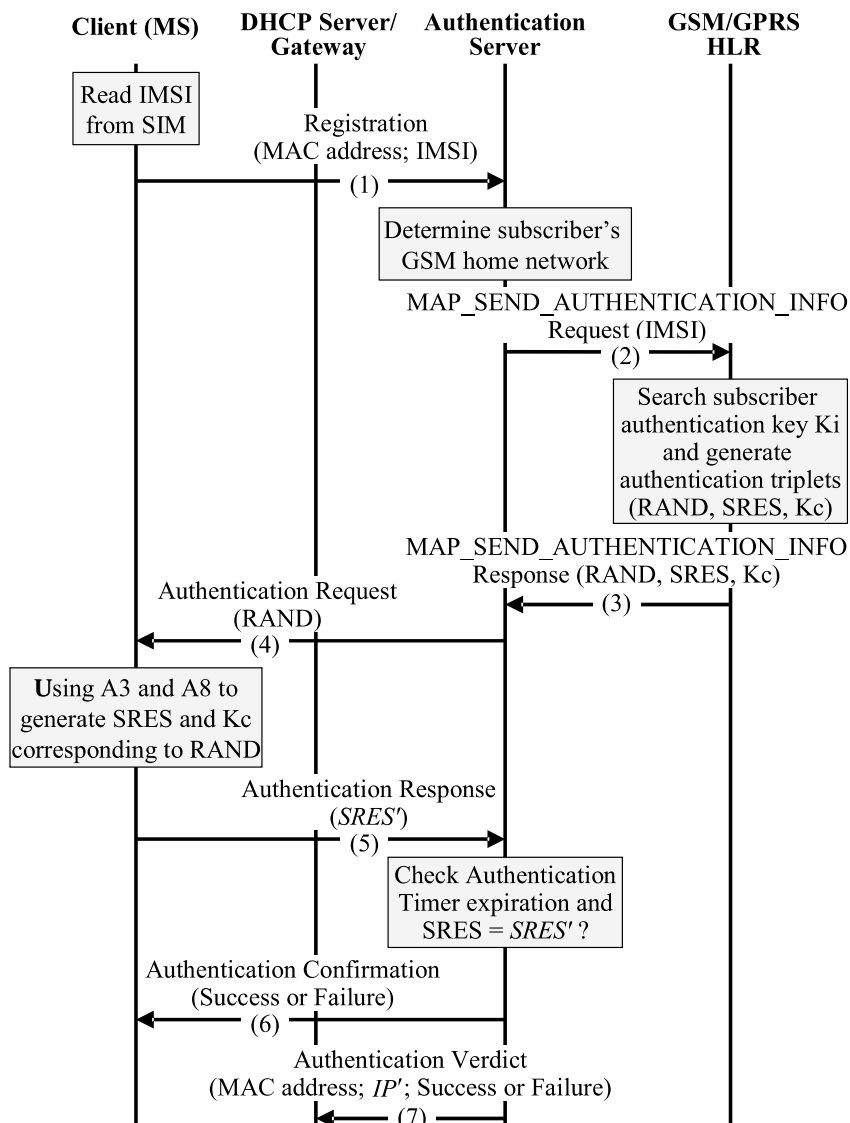 Client (MS)
DHCP Server/
Gateway
Authentication
Server
GSM/GPRS
HLR
Read IMSI
from SIM
Registration
(MAC address; IMSI)
(1)
Determine subscriber's
GSM home network
MAP_SEND_AUTHENTICATION_INFO
Request (IMSI)
(2)
Search subscriber
authentication key Ki
and generate
authentication triplets
(RAND, SRES, Kc)
MAP_SEND_AUTHENTICATION_INFO
Response (RAND, SRES, Kc)
(3)
Authentication Request
(RAND)
(4)
Using A3 and A8 to
generate SRES and Kc
corresponding to RAND
Authentication Response
(SRES')
(5)
Check Authentication
Timer expiration and
SRES = SRES' ?
Authentication Confirmation
(Success or Failure)
(6)
Authentication Verdict
(MAC address; IP'; Success or Failure)
(7)